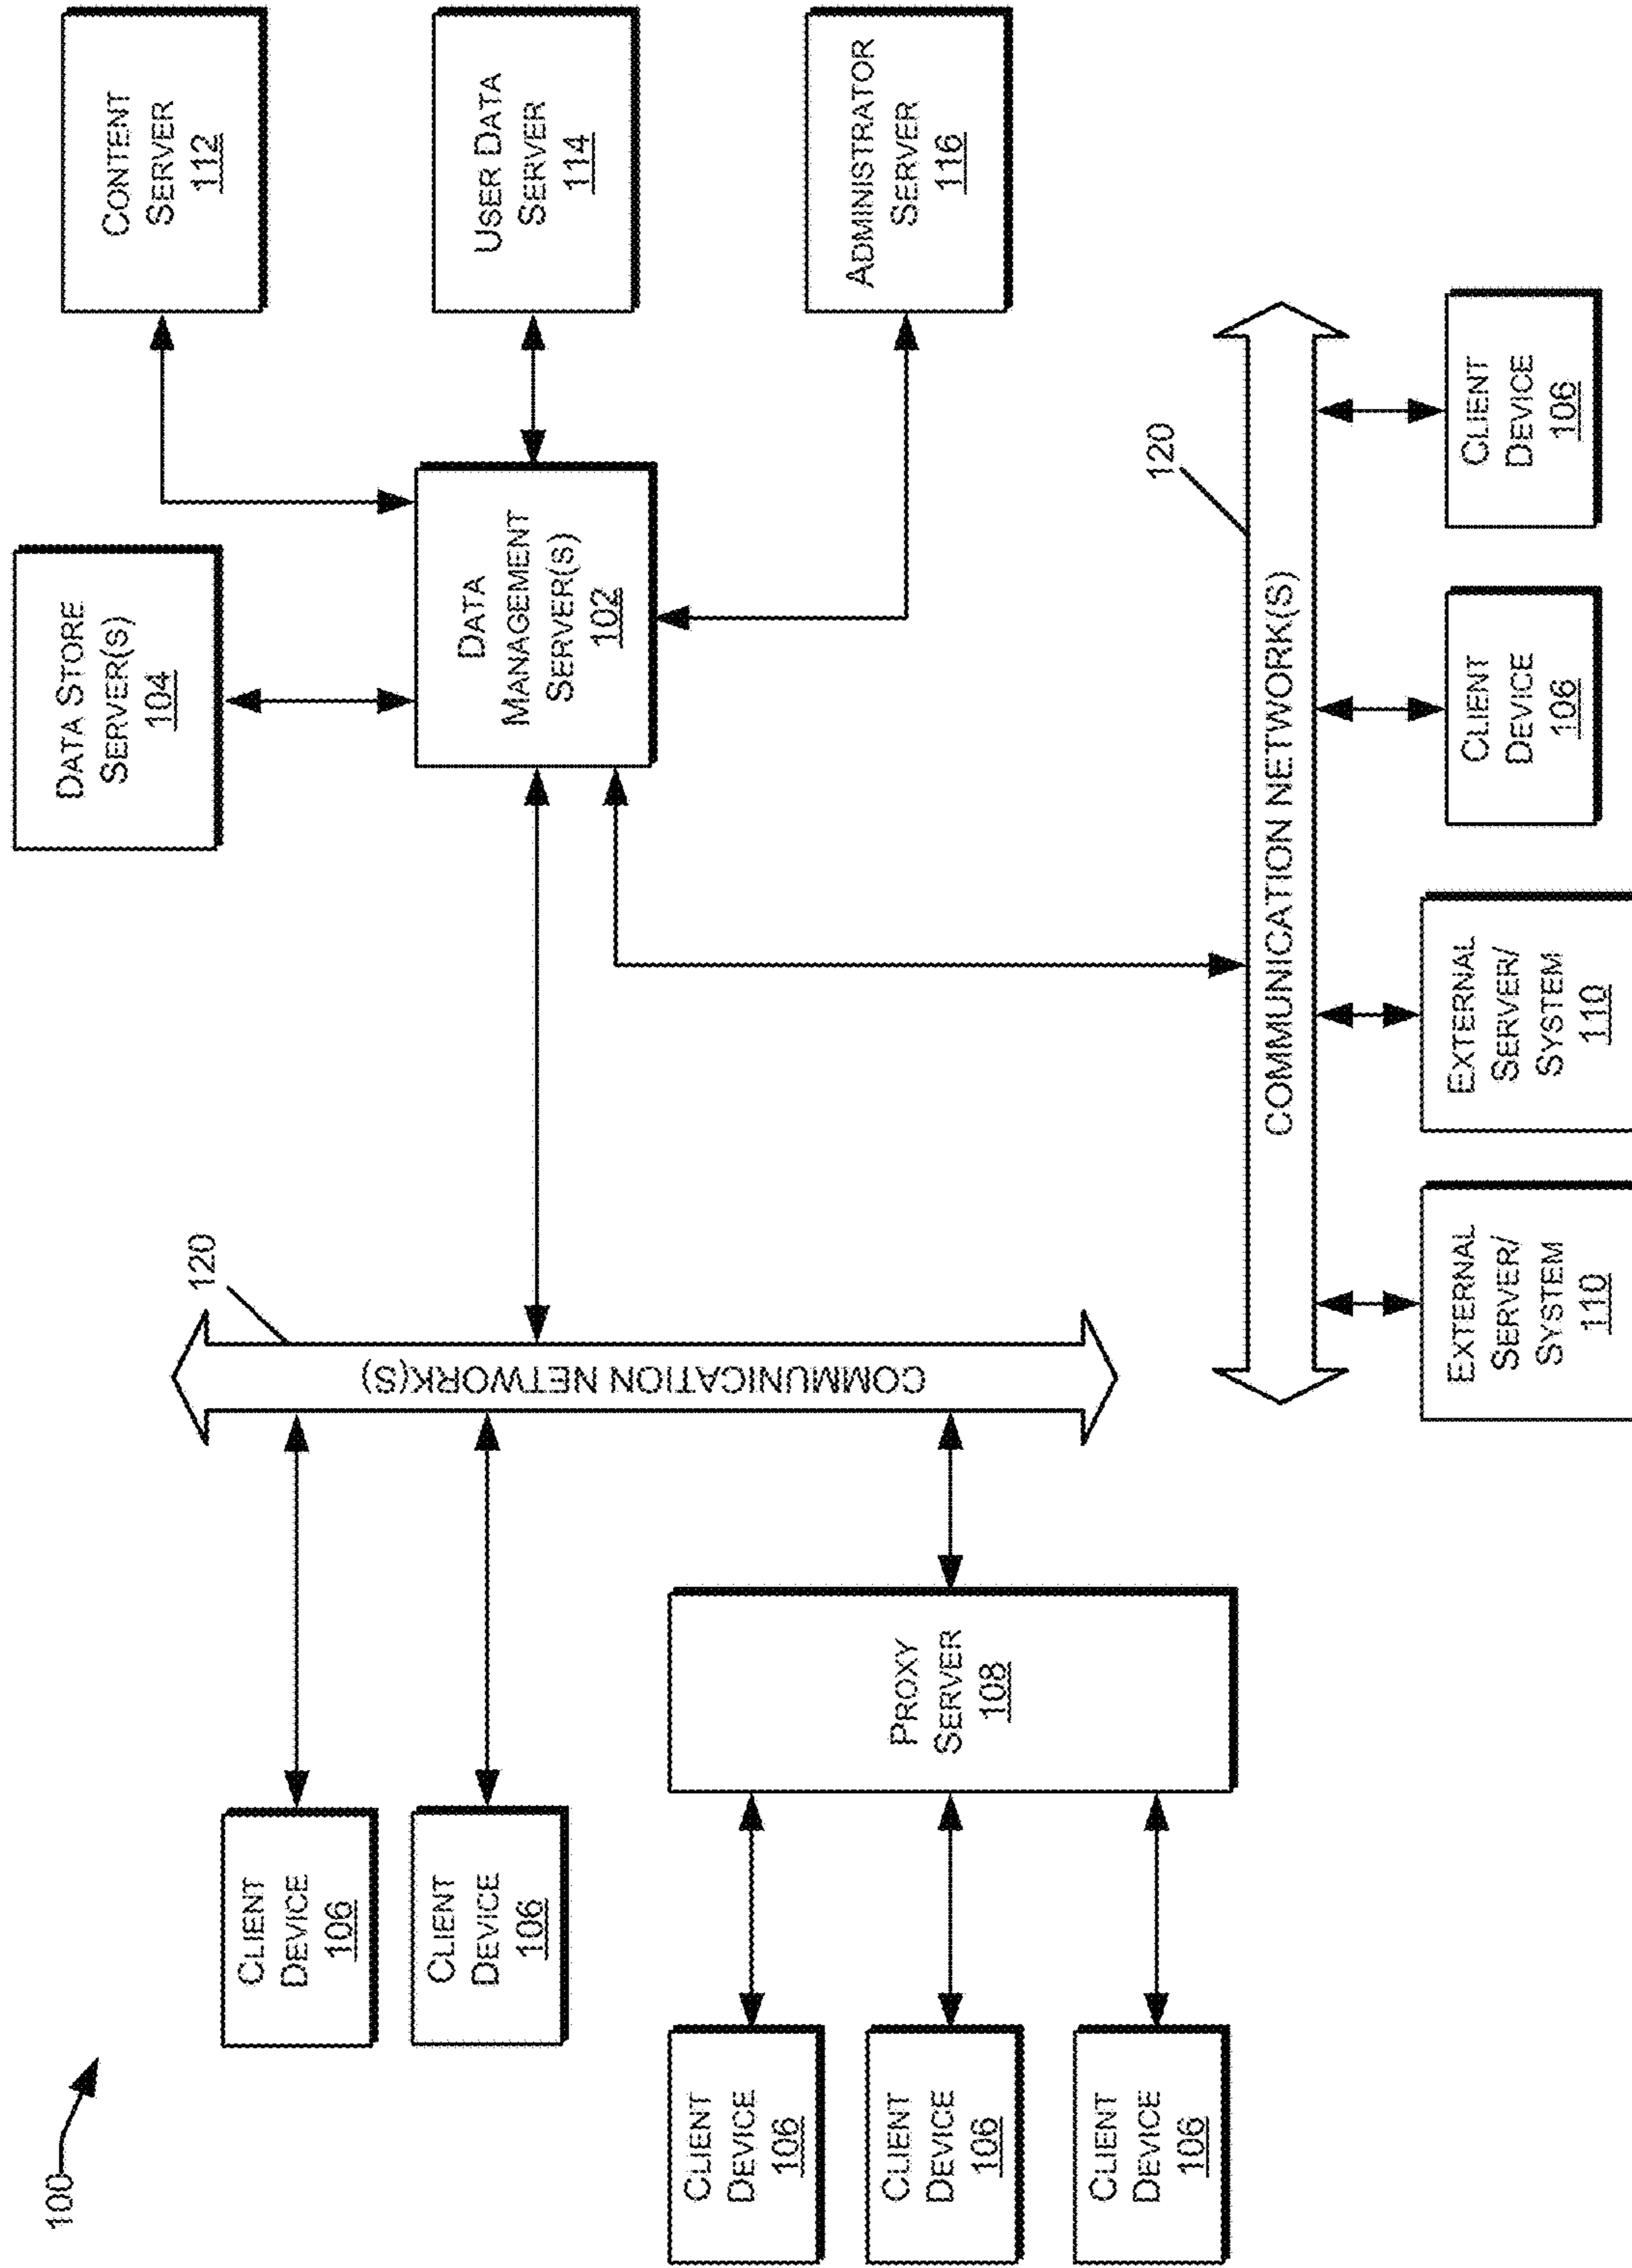 100
CLIENT
DEVICE
106
CLIENT
DEVICE
106
CLIENT
DEVICE
106
CLIENT
DEVICE
106
CLIENT
DEVICE
106
PROXY
SERVER
108
120
COMMUNICATION NETWORK(S)
DATA STORE
SERVER(S)
104
DATA
MANAGEMENT
SERVER(S)
102
CONTENT
SERVER
112
USER DATA
SERVER
114
ADMINISTRATOR
SERVER
116
120
COMMUNICATION NETWORK(S)
EXTERNAL
SERVER/
SYSTEM
110
EXTERNAL
SERVER/
SYSTEM
110
CLIENT
DEVICE
106
CLIENT
DEVICE
106